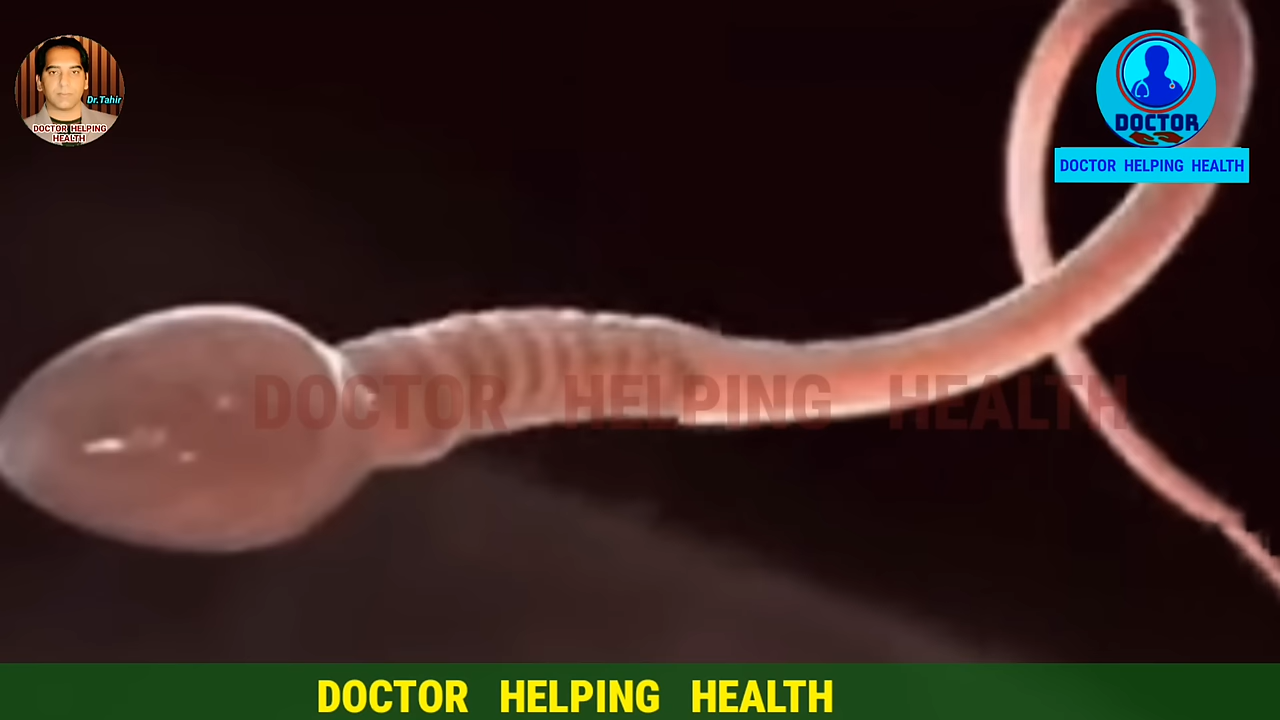 Dr.Tahir
DOCTOR HELPING
HEALTH
DOCTOR
DOCTOR HELPING HEALTH
DOCTOR HELPING HEALTH
DOCTOR HELPING HEALTH